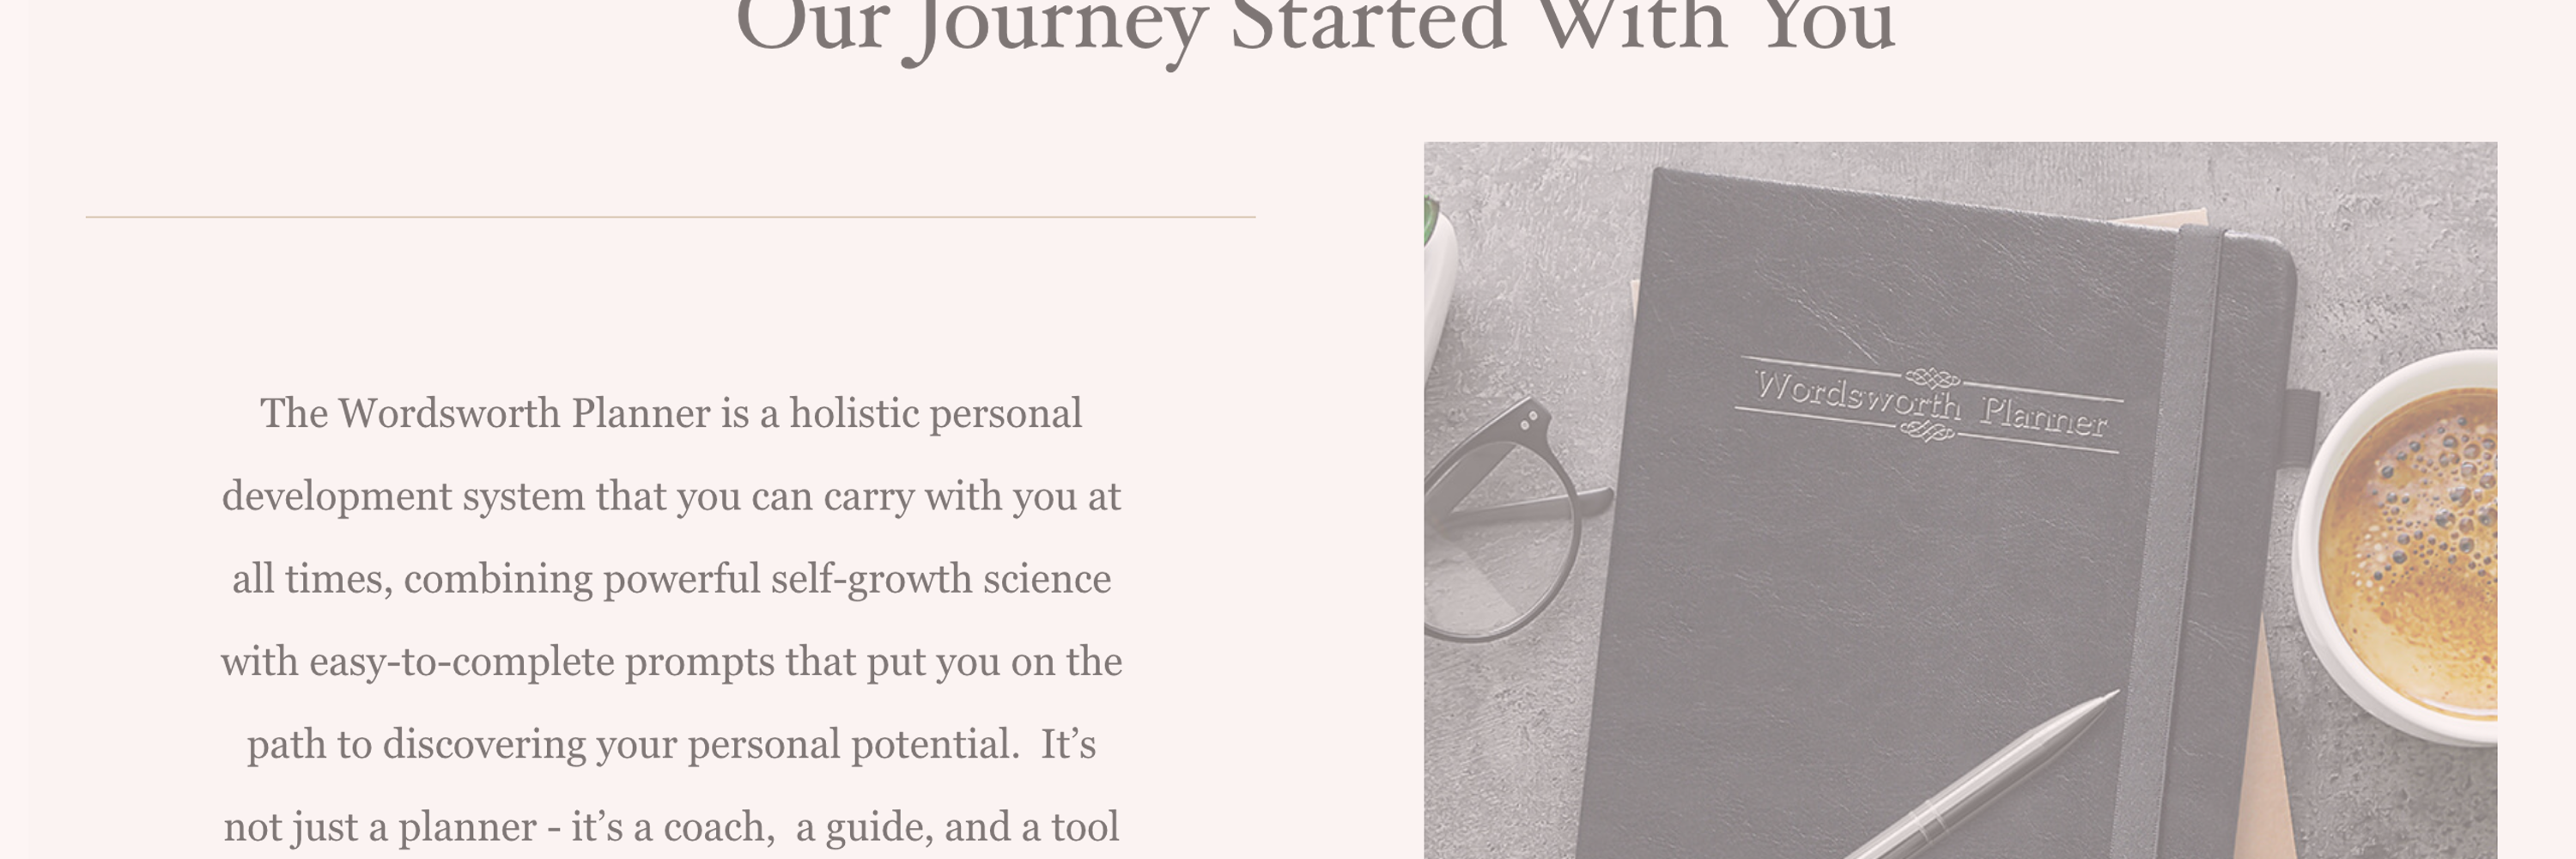 Our Journey Started With You
The Wordsworth Planner is a holistic personal
development system that you can carry with you at
all times, combining powerful self-growth science
with easy-to-complete prompts that put you on the
path to discovering your personal potential.  It’s
not just a planner - it’s a coach,  a guide, and a tool
Wordsworth Planner